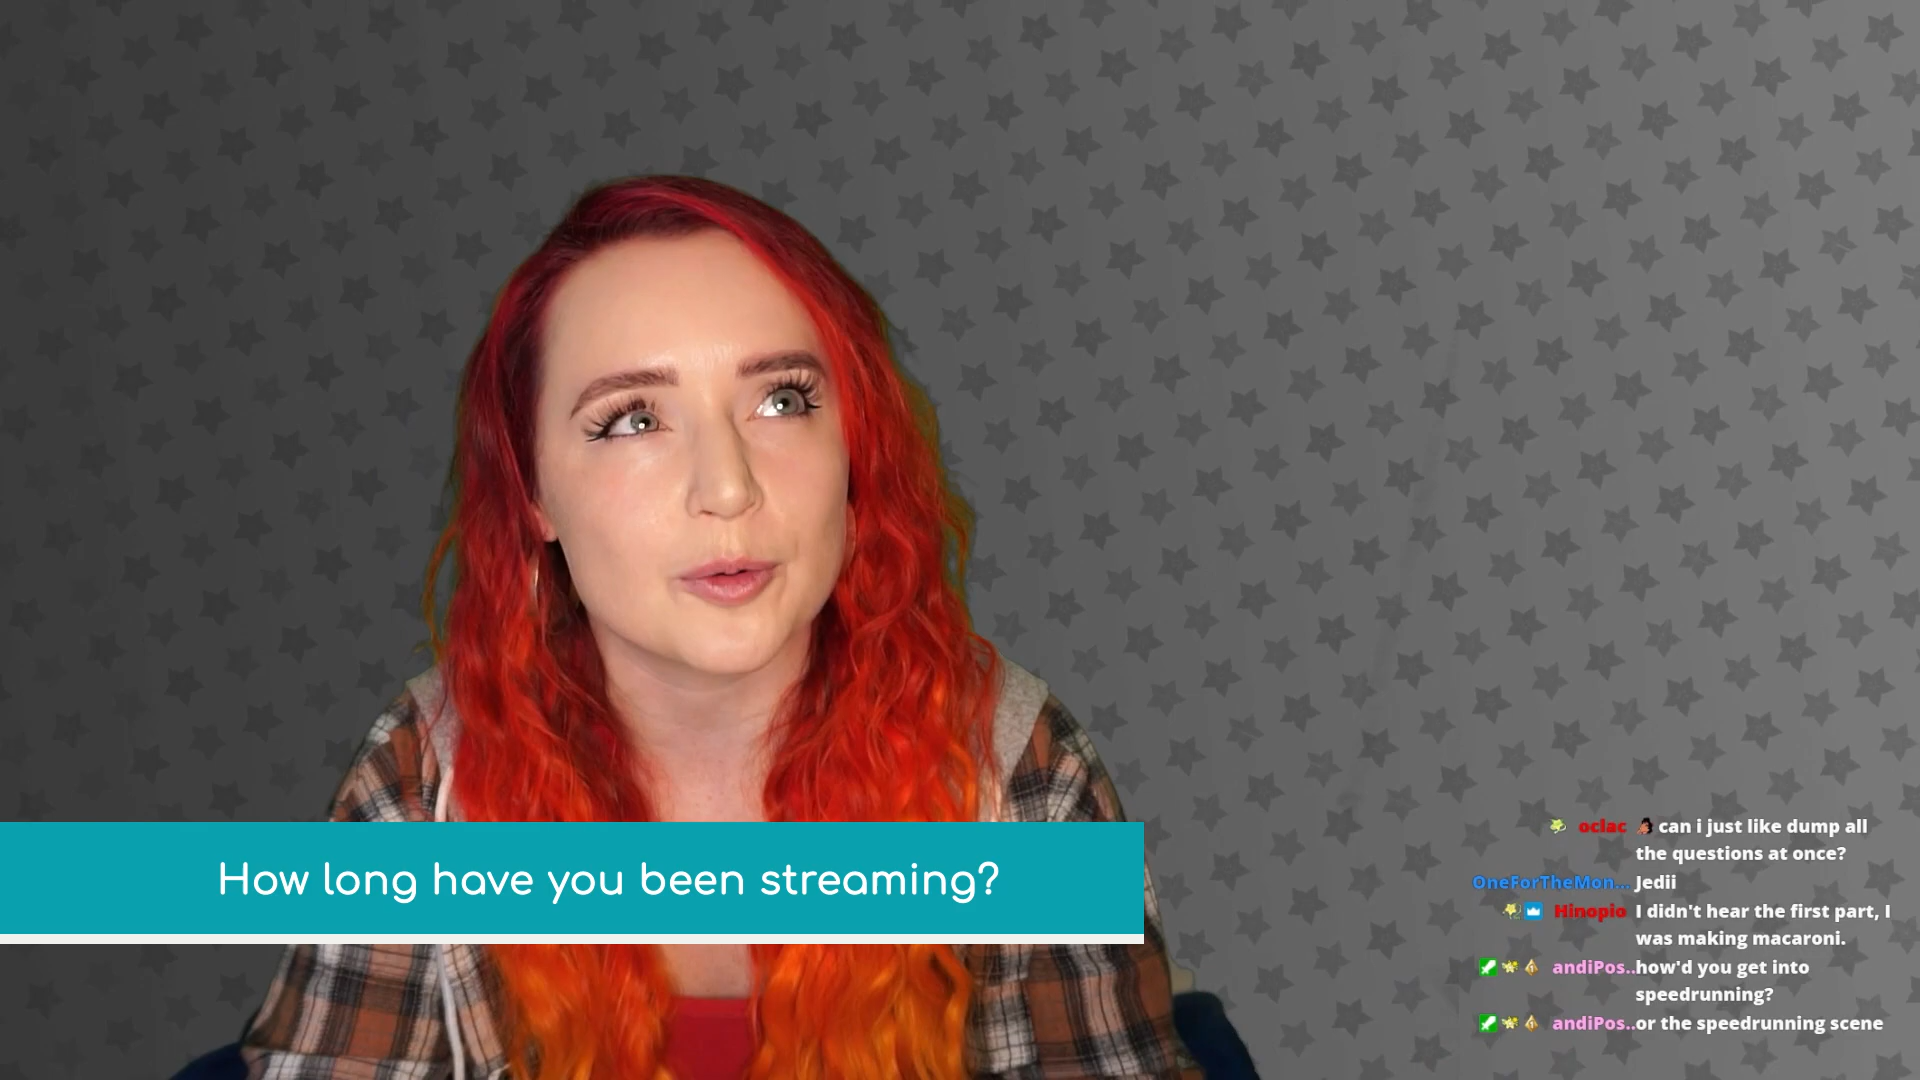 How long have you been streaming?
oclac can i just like dump all
the questions at once?
OneForTheMon... Jedii
Hinopio I didn't hear the first part, I
was making macaroni.
andiPos.. how'd you get into
speedrunning?
andiPos.. or the speedrunning scene